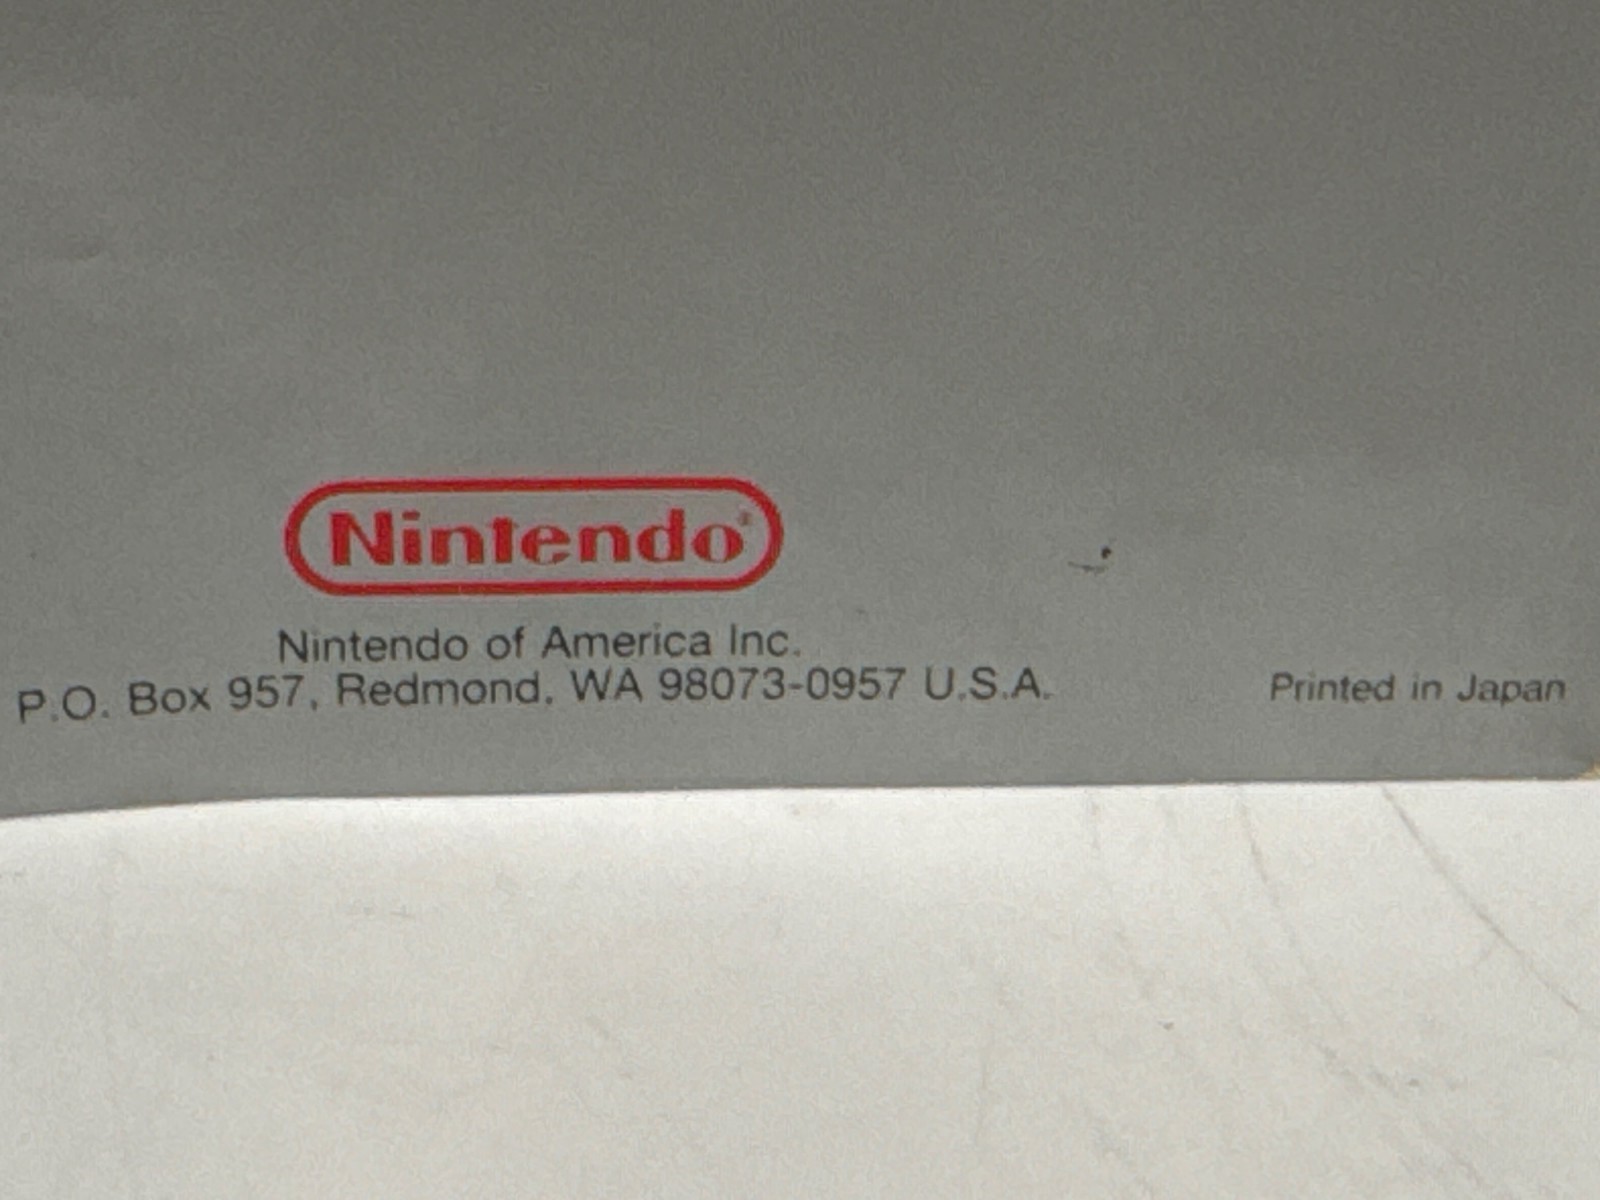 Nintendo®
Nintendo of America Inc.
P.O. Box 957, Redmond, WA 98073-0957 U.S.A.
Printed in Japan